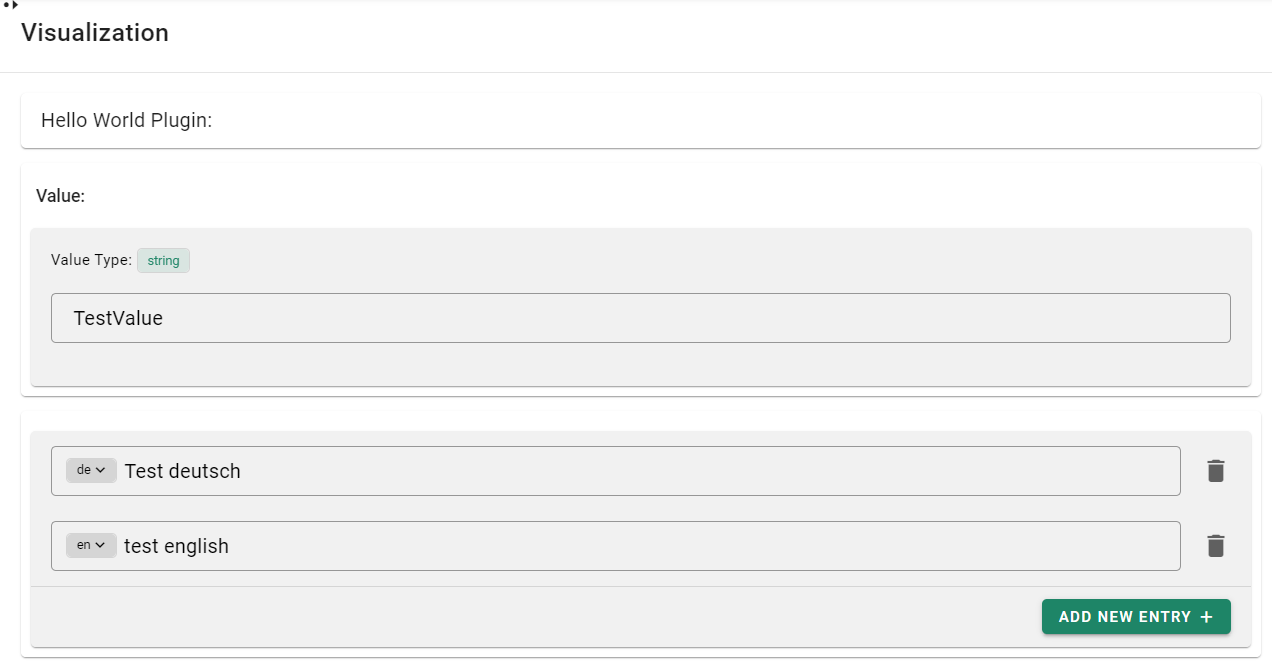 Visualization
Hello World Plugin:
Value:
Value Type: string
TestValue
de Test deutsch
en test english
ADD NEW ENTRY +